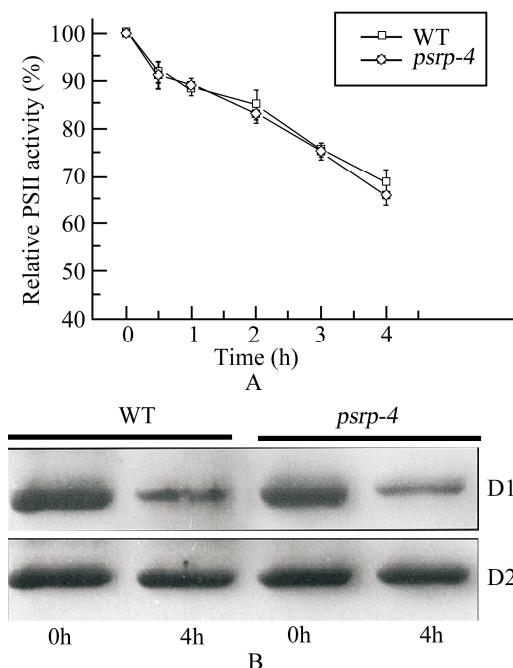 100
90
80
70
60
50
40
Relative PSII activity (%)
WT
psrp-4
0 1 2 3 4
Time (h)
A
WT psrp-4
D1
D2
0h 4h 0h 4h
B